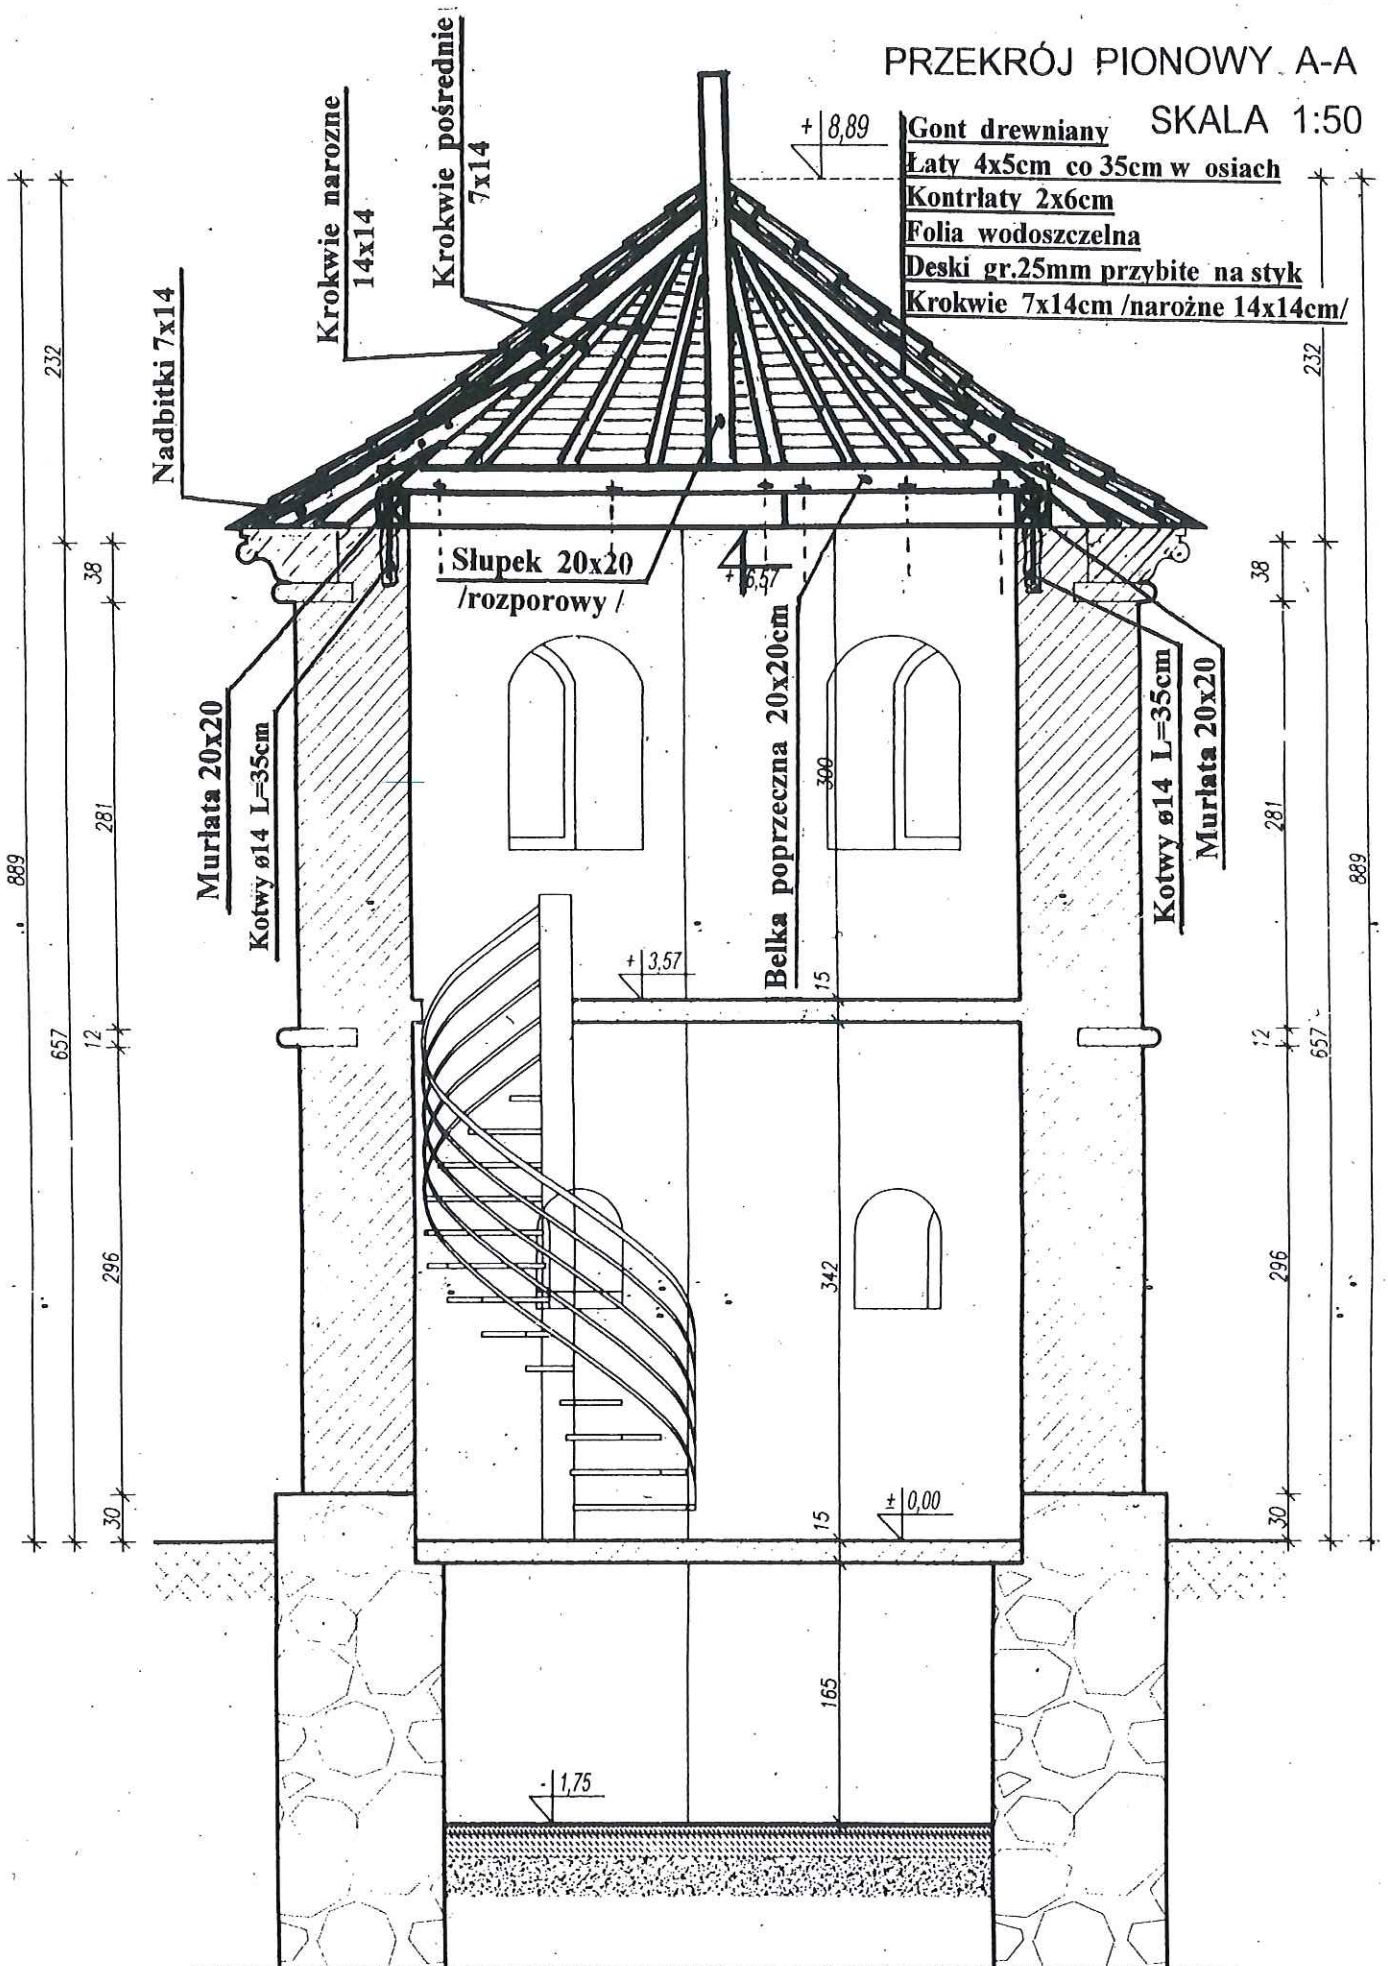 PRZEKRÓJ PIONOWY A-A
SKALA 1:50
+ 8,89
Gont drewniany
Łaty 4x5cm co 35cm w osiach
Kontrłaty 2x6cm
Folia wodoszczelna
Deski gr.25mm przybite na styk
Krokwie 7x14cm /narożne 14x14cm/
Krokwie pośrednie
7x14
Krokwie narozne
14x14
Nadbitki 7x14
232
232
38
38
Słupek 20x20
/rozporowy /
+ 6,57
Murłata 20x20
Kotwy ø14 L=35cm
Belka poprzeczna 20x20cm
Kotwy ø14 L=35cm
Murłata 20x20
300
281
281
889
889
+ 3,57
15
12
657
12
657
296
342
296
± 0,00
15
30
30
165
- 1,75